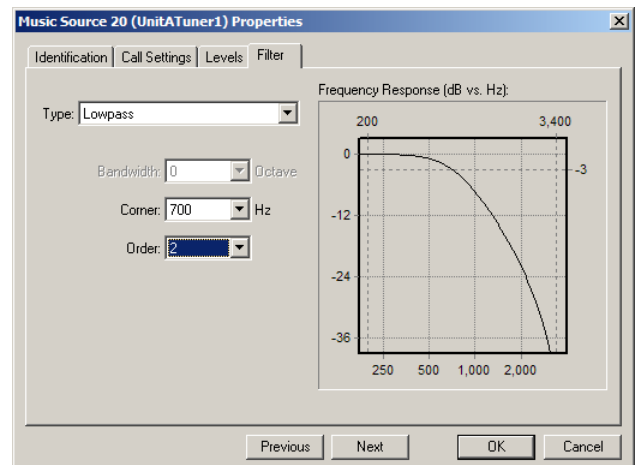 Music Source 20 (UnitATuner1) Properties
Identification Call Settings Levels Filter
Frequency Response (dB vs. Hz):
Type: Lowpass
200 3,400
0 -3
Bandwidth: 0 Octave
Corner: 700 Hz
-12
Order: 2
-24
-36
250 500 1,000 2,000
Previous Next OK Cancel